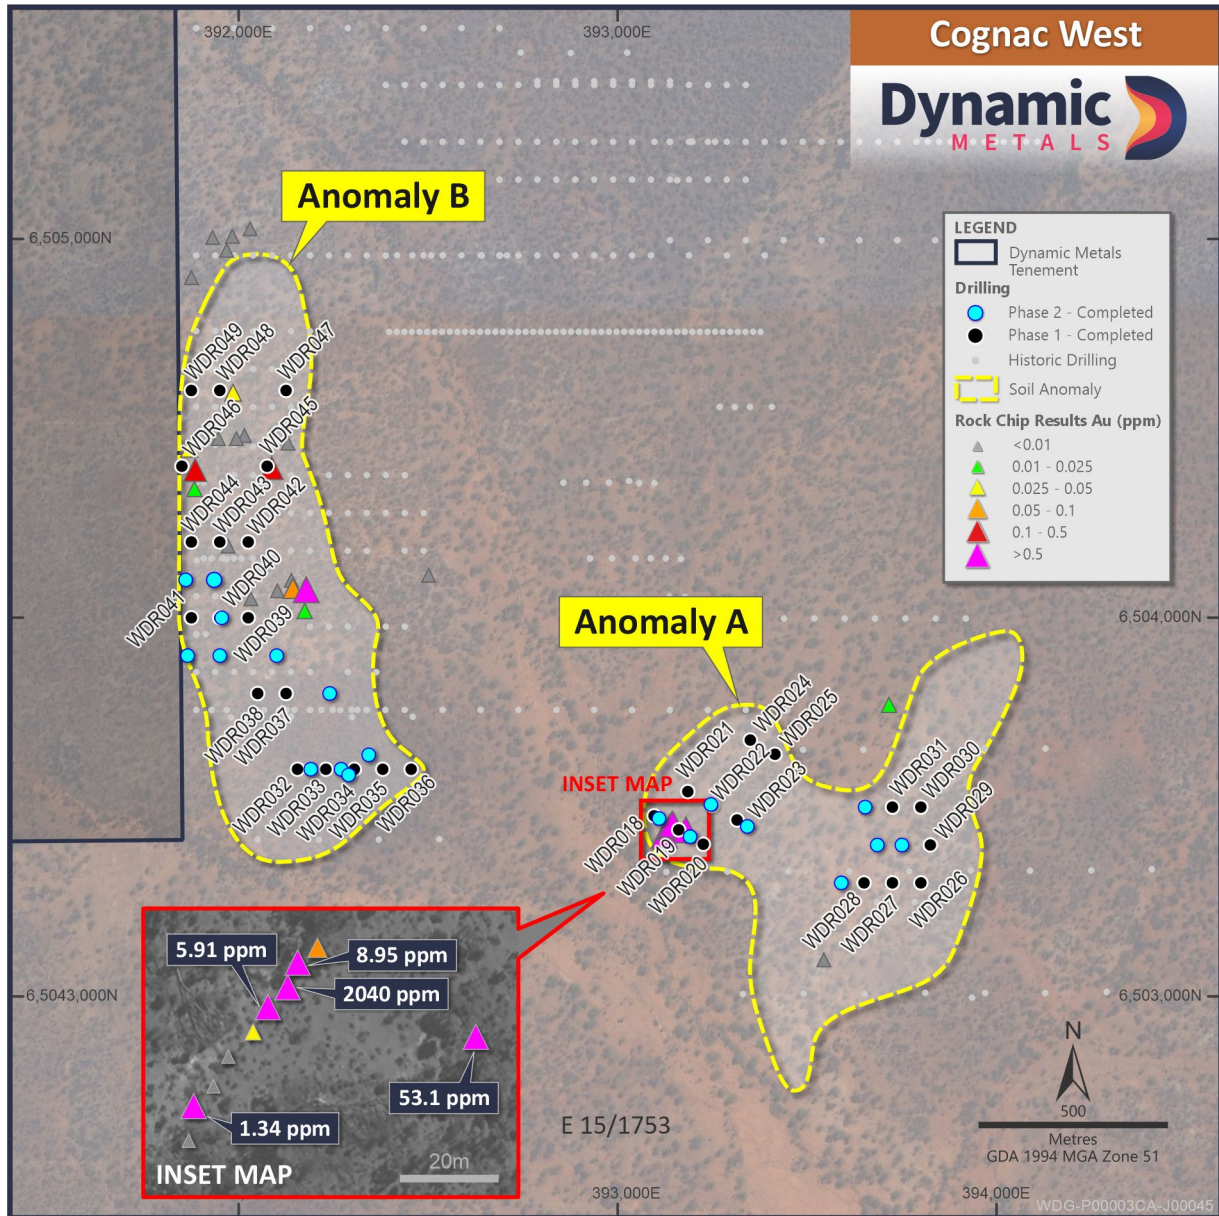 392,000E
393,000E
Cognac West
Dynamic
METALS
Anomaly B
6,505,000N
LEGEND
Dynamic Metals
Tenement
Drilling
Phase 2 - Completed
Phase 1 - Completed
Historic Drilling
Soil Anomaly
Rock Chip Results Au (ppm)
<0.01
0.01 - 0.025
0.025 - 0.05
0.05 - 0.1
0.1 - 0.5
>0.5
WDR049
WDR048
WDR047
WDR046
WDR045
WDR044
WDR043
WDR042
WDR041
WDR040
WDR039
WDR038
WDR037
WDR032
WDR033
WDR034
WDR035
WDR036
Anomaly A
6,504,000N
WDR024
WDR025
WDR021
WDR022
WDR023
INSET MAP
WDR018
WDR019
WDR020
WDR031
WDR030
WDR029
WDR028
WDR027
WDR026
5.91 ppm
8.95 ppm
2040 ppm
53.1 ppm
1.34 ppm
INSET MAP
20m
6,5043,000N
6,503,000N
E 15/1753
N
500
Metres
GDA 1994 MGA Zone 51
393,000E
394,000E
WDG-P00003CA-J00045